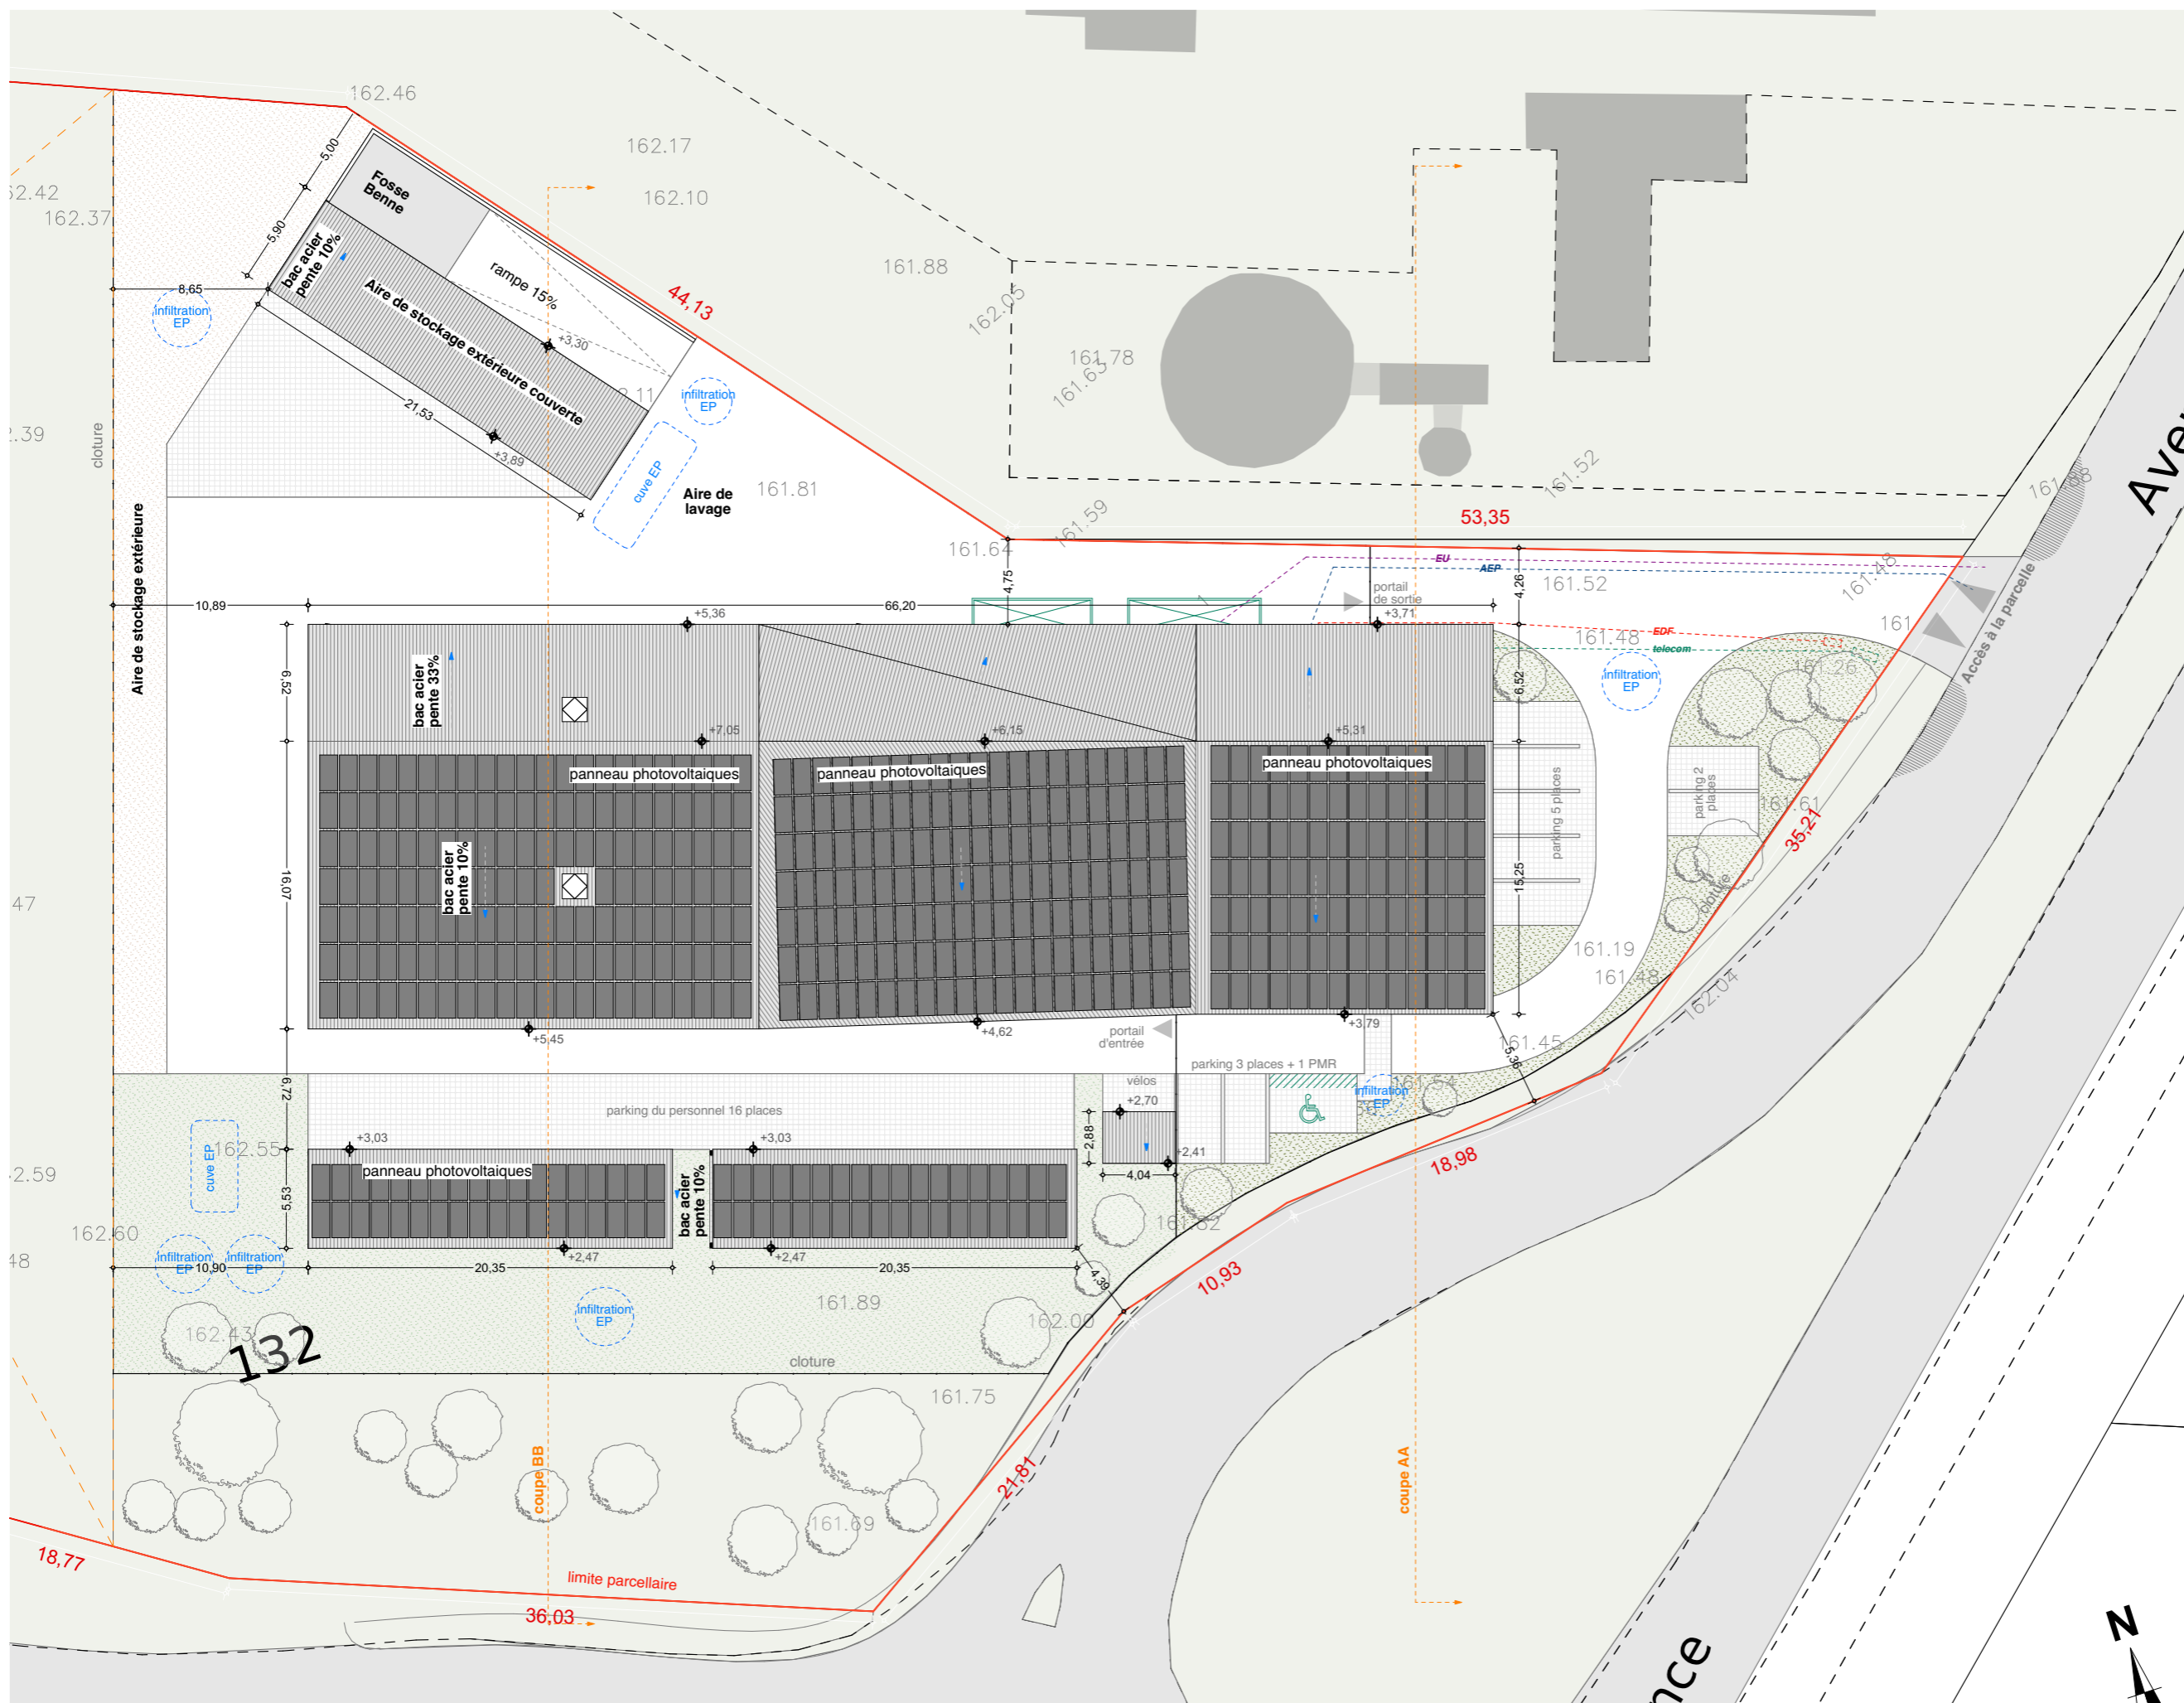 162.46
162.17
162.10
162.37
161.88
162.05
161.78
161.63
5,00
5,90
Fosse
Benne
bac acier
pente 10%
rampe 15%
Aire de stockage extérieure couverte
+3,30
+3,89
21,53
8,65
infiltration
EP
44,13
infiltration
EP
cuve EP
Aire de
lavage
161.81
161.64
161.59
161.52
161.88
53,35
cloture
Aire de stockage extérieure
EU
AEP
EDF
telecom
portail
de sortie
+3,71
4,75
4,26
161.52
161.48
161.48
161.26
Accès à la parcelle
Ave
10,89
66,20
+5,36
6,52
bac acier
pente 33%
+7,05
+6,15
+5,31
6,52
infiltration
EP
panneau photovoltaiques
panneau photovoltaiques
panneau photovoltaiques
bac acier
pente 10%
16,07
15,25
parking 5 places
parking 2
places
161.61
35,21
cloture
161.19
161.48
162.04
161.45
+5,45
+4,62
+3,79
portail
d'entrée
5,36
parking 3 places + 1 PMR
vélos
+2,70
+2,41
2,88
4,04
infiltration
EP
6,72
parking du personnel 16 places
162.55
cuve EP
+3,03
+3,03
panneau photovoltaiques
bac acier
pente 10%
5,53
+2,47
+2,47
10,90
20,35
20,35
4,39
18,98
10,93
162.60
infiltration
EP
infiltration
EP
infiltration
EP
161.89
162.00
162.43
132
cloture
161.75
161.69
coupe BB
coupe AA
21,81
18,77
limite parcellaire
36,03
nce
N